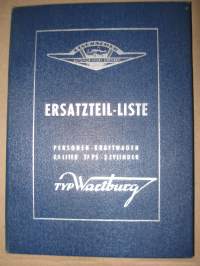 ERSATZTEIL-LISTE
PERSONEN-KRAFTWAGEN
0,9 LITER 37 PS - 3 ZYLINDER
TYP Wartburg